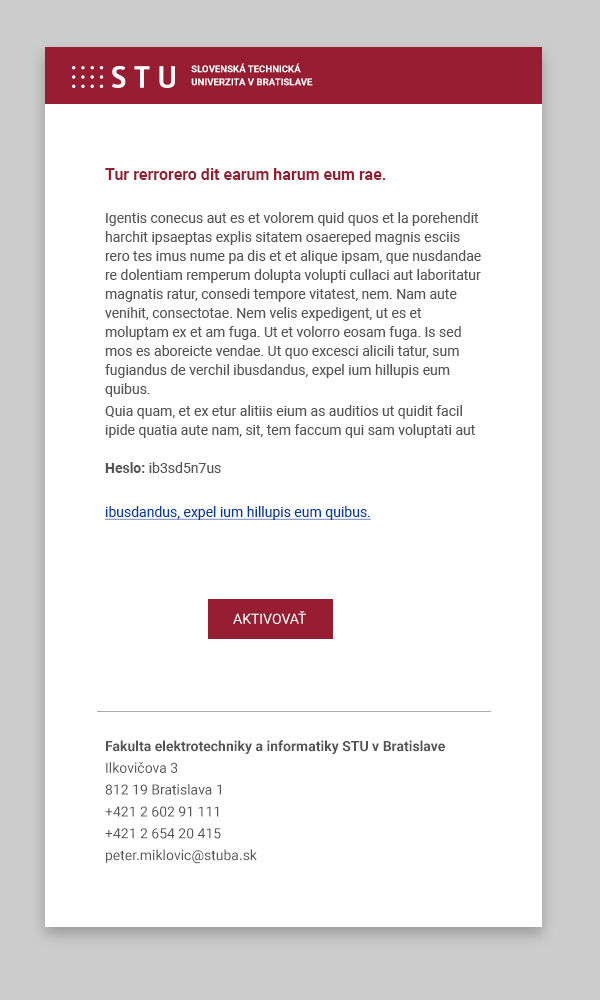 STU
SLOVENSKÁ TECHNICKÁ
UNIVERZITA V BRATISLAVE
Tur rerrorero dit earum harum eum rae.
Igentis conecus aut es et volorem quid quos et la porehendit
harchit ipsaeptas explis sitatem osaereped magnis esciis
rero tes imus nume pa dis et et alique ipsam, que nusdandae
re dolentiam remperum dolupta volupti cullaci aut laboritatur
magnatis ratur, consedi tempore vitatest, nem. Nam aute
venihit, consectotae. Nem velis expedigent, ut es et
moluptam ex et am fuga. Ut et volorro eosam fuga. Is sed
mos es aboreicte vendae. Ut quo excesci alicili tatur, sum
fugiandus de verchil ibusdandus, expel ium hillupis eum
quibus.
Quia quam, et ex etur alitiis eium as auditios ut quidit facil
ipide quatia aute nam, sit, tem faccum qui sam voluptati aut
Heslo: ib3sd5n7us
ibusdandus, expel ium hillupis eum quibus.
AKTIVOVAŤ
Fakulta elektrotechniky a informatiky STU v Bratislave
Ilkovičova 3
812 19 Bratislava 1
+421 2 602 91 111
+421 2 654 20 415
peter.miklovic@stuba.sk